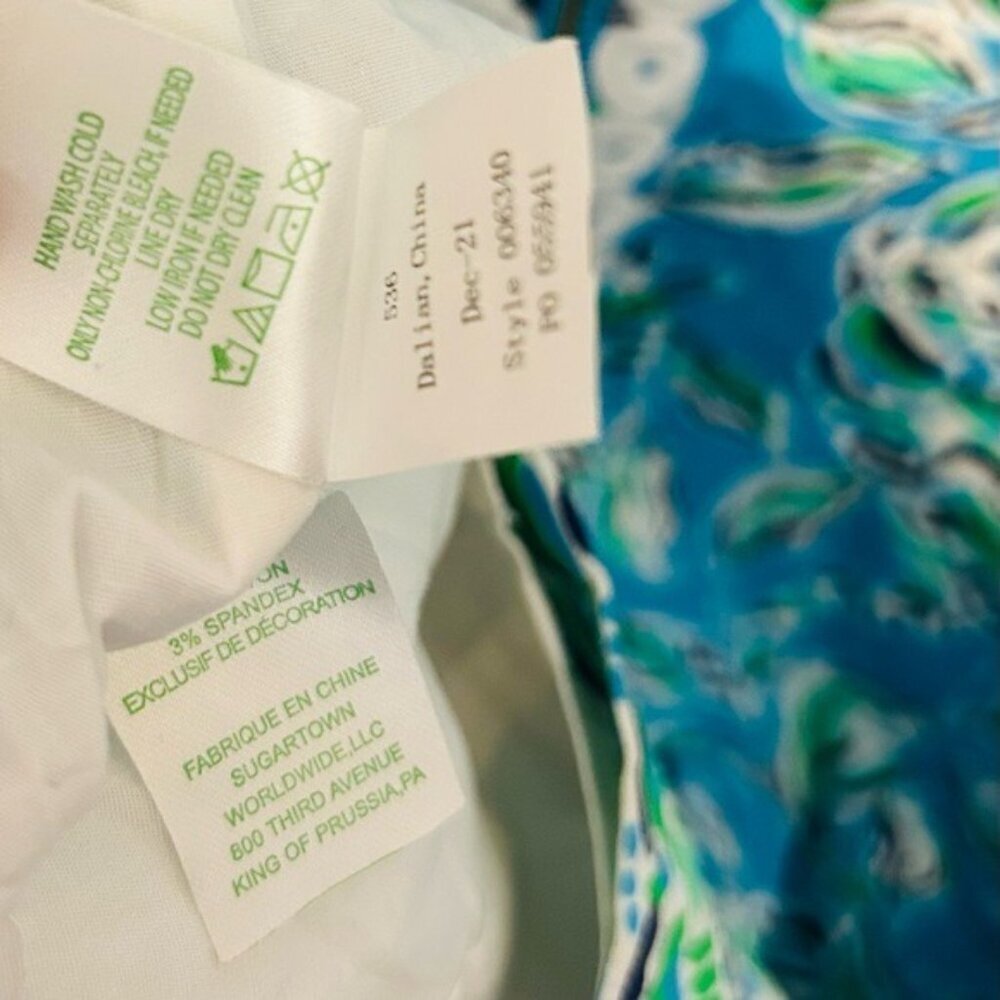 HAND WASH COLD
SEPARATELY
ONLY NON-CHLORINE BLEACH, IF NEEDED
LINE DRY
LOW IRON IF NEEDED
DO NOT DRY CLEAN
536
Dalian, China
Dec-21
Style 006340
PO 055941
ON
3% SPANDEX
EXCLUSIF DE DÉCORATION
FABRIQUE EN CHINE
SUGARTOWN
WORLDWIDE,LLC
800 THIRD AVENUE
KING OF PRUSSIA,PA